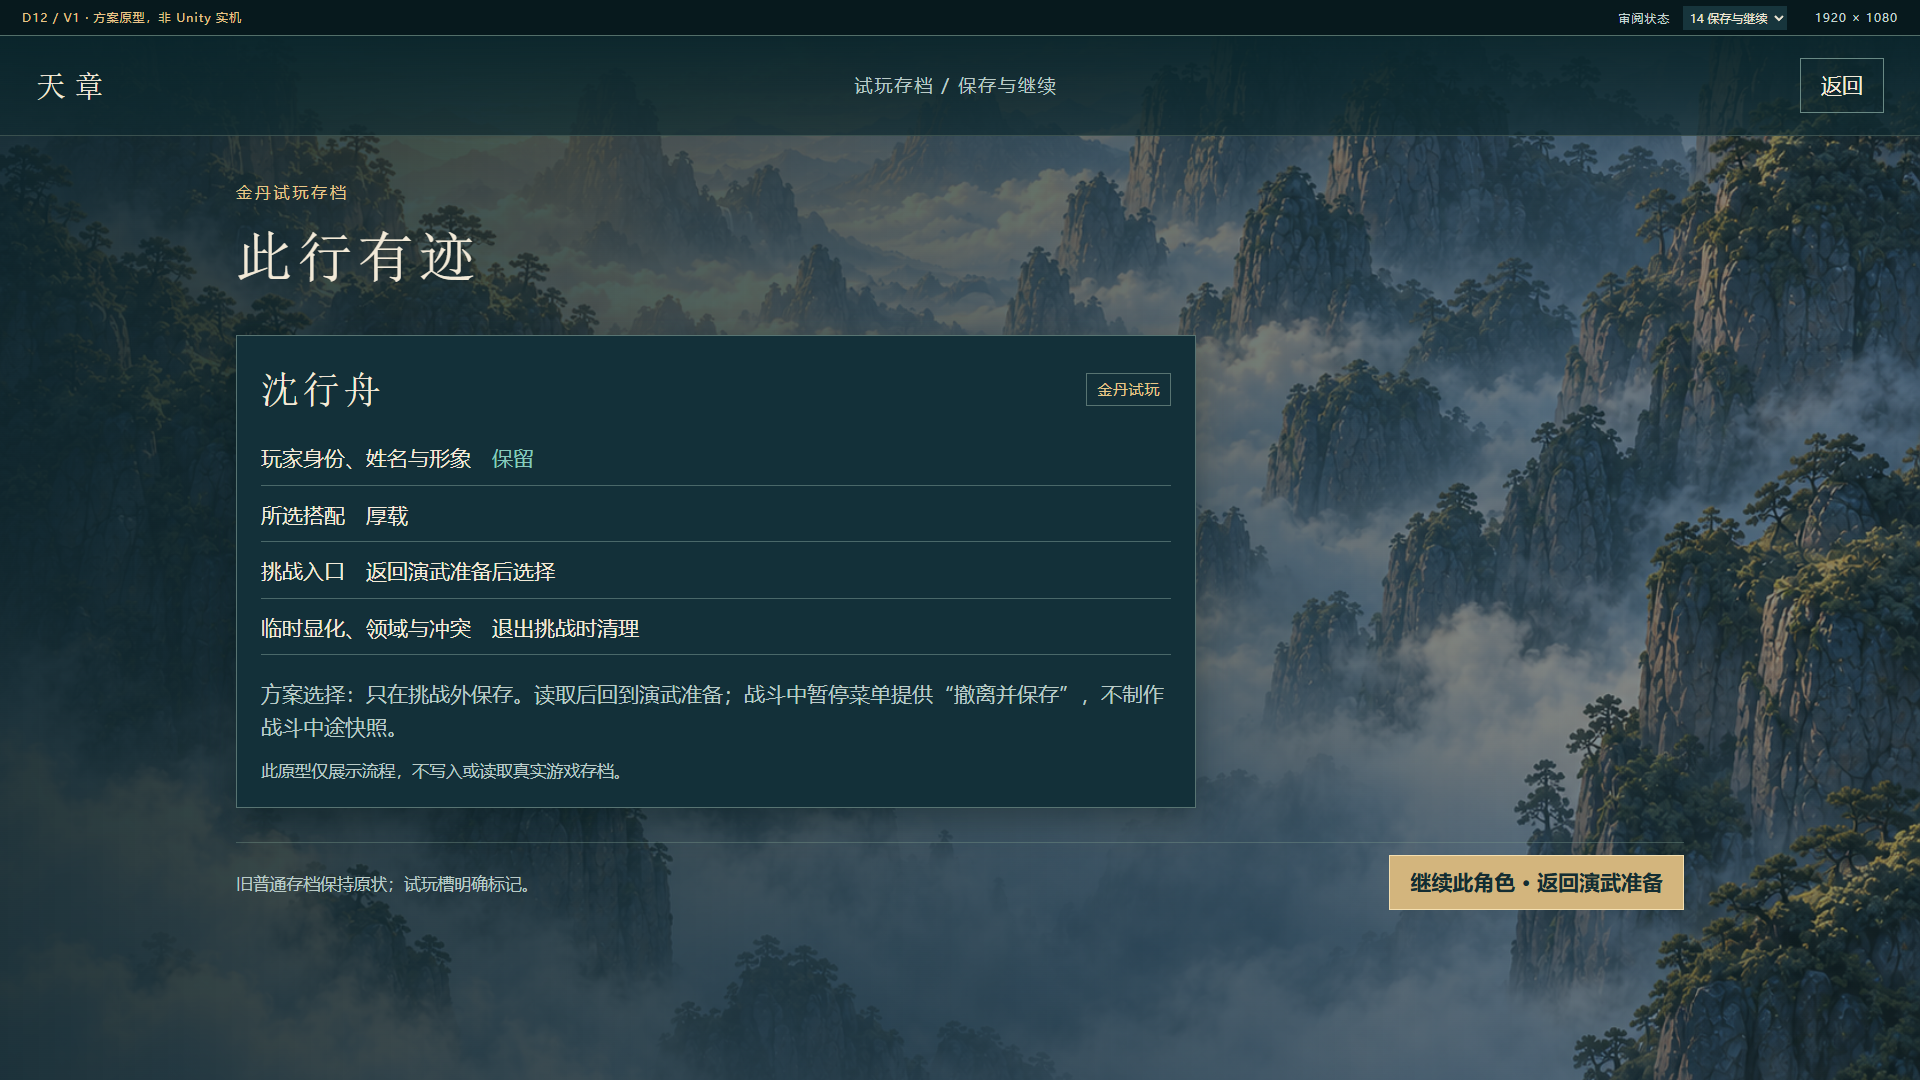 D12 / V1 · 方案原型，非 Unity 实机
审阅状态 14 保存与继续 1920 × 1080
天章
试玩存档 / 保存与继续
返回
金丹试玩存档
此行有迹
沈行舟
金丹试玩
玩家身份、姓名与形象 保留
所选搭配 厚载
挑战入口 返回演武准备后选择
临时显化、领域与冲突 退出挑战时清理
方案选择：只在挑战外保存。读取后回到演武准备；战斗中暂停菜单提供“撤离并保存”，不制作
战斗中途快照。
此原型仅展示流程，不写入或读取真实游戏存档。
旧普通存档保持原状；试玩槽明确标记。
继续此角色·返回演武准备